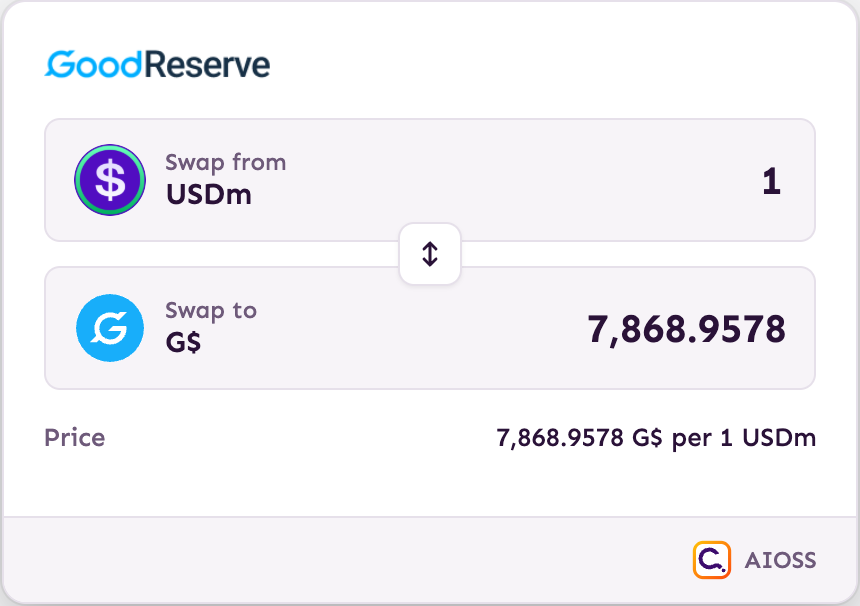 GoodReserve
$
Swap from
USDm
1
G
Swap to
G$
7,868.9578
Price
7,868.9578 G$ per 1 USDm
C. AIOSS